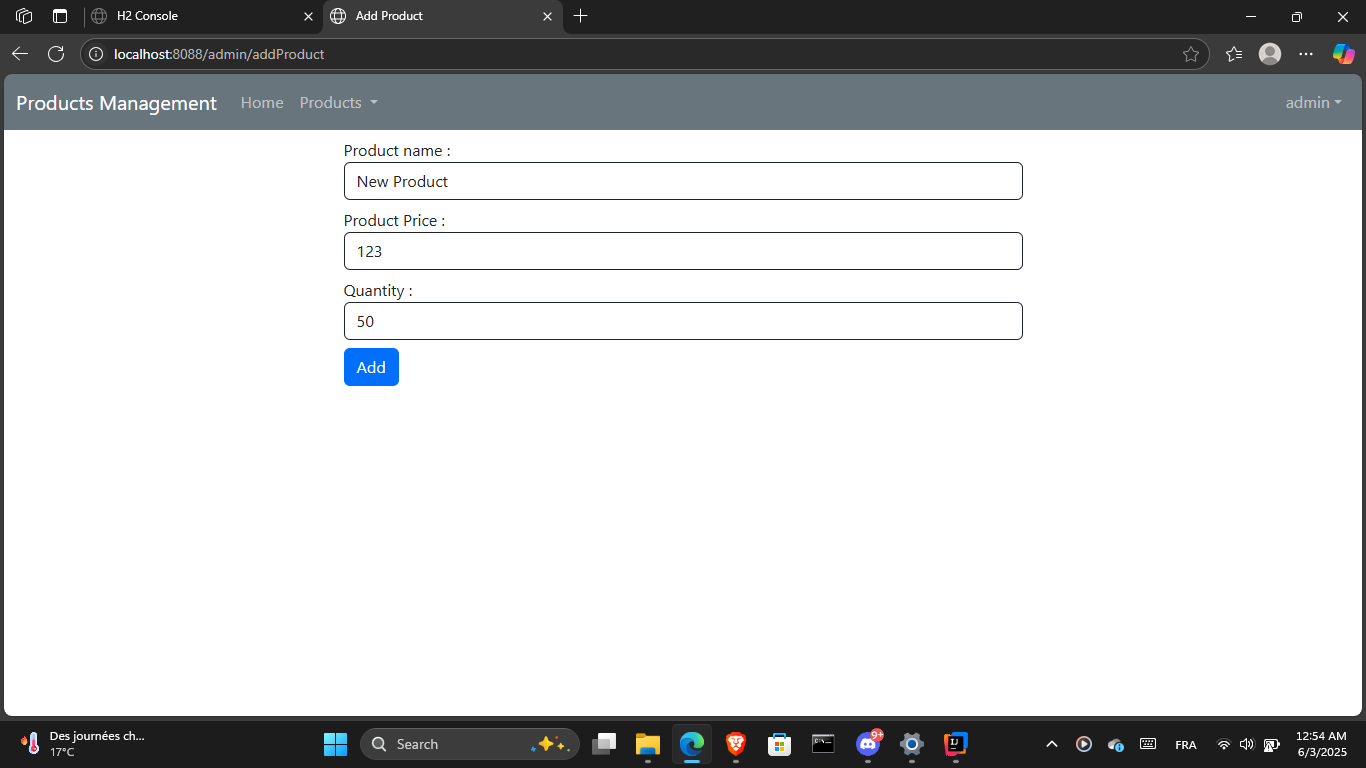 H2 Console
Add Product
localhost:8088/admin/addProduct
Products Management Home Products admin
Product name :
New Product
Product Price :
123
Quantity :
50
Add
Des journées ch...
17°C
Search
9+
FRA
12:54 AM
6/3/2025